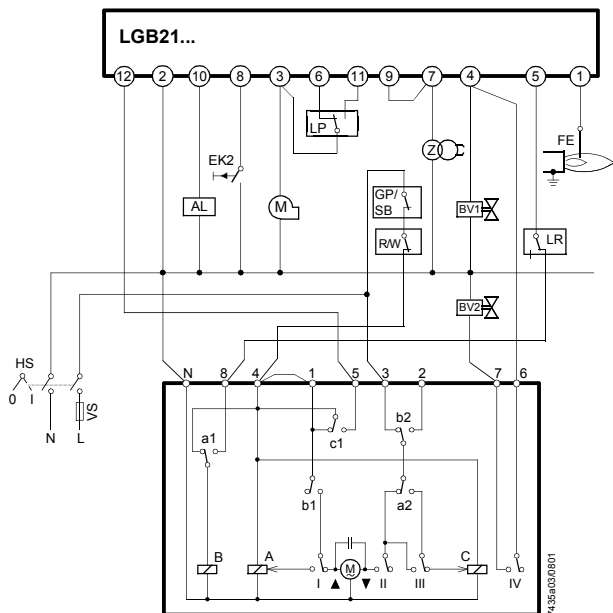 LGB21...
12 2 10 8 3 6 11 9 7 4 5 1
LP
FE
EK2
Z
AL
M
GP/
SB
BV1
R/W
LR
BV2
HS
0 I
VS
N L
N 8 4 1 5 3 2 7 6
a1
c1
b2
b1
a2
B A I M II III C IV
7435a03/0801